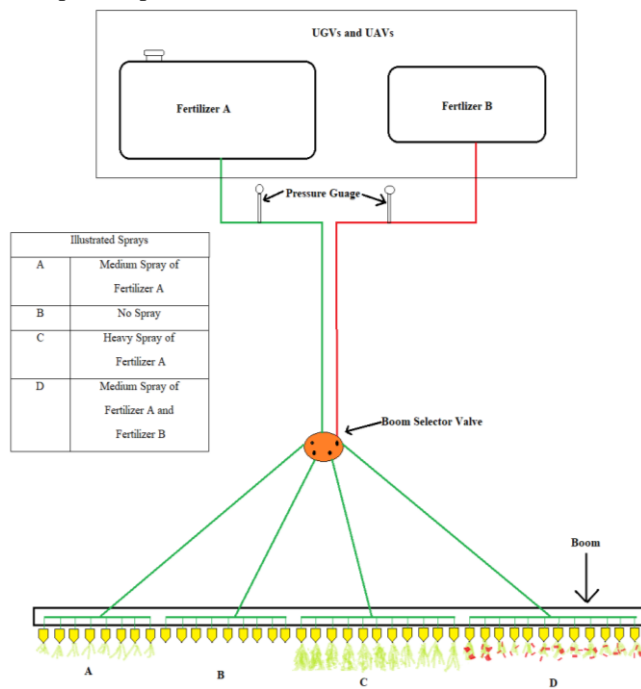 UGVs and UAVs
Fertilizer A
Fertlizer B
Pressure Guage
Illustrated Sprays
A
Medium Spray of
Fertilizer A
B
No Spray
C
Heavy Spray of
Fertilizer A
D
Medium Spray of
Fertilizer A and
Fertilizer B
Boom Selector Valve
Boom
A
B
C
D